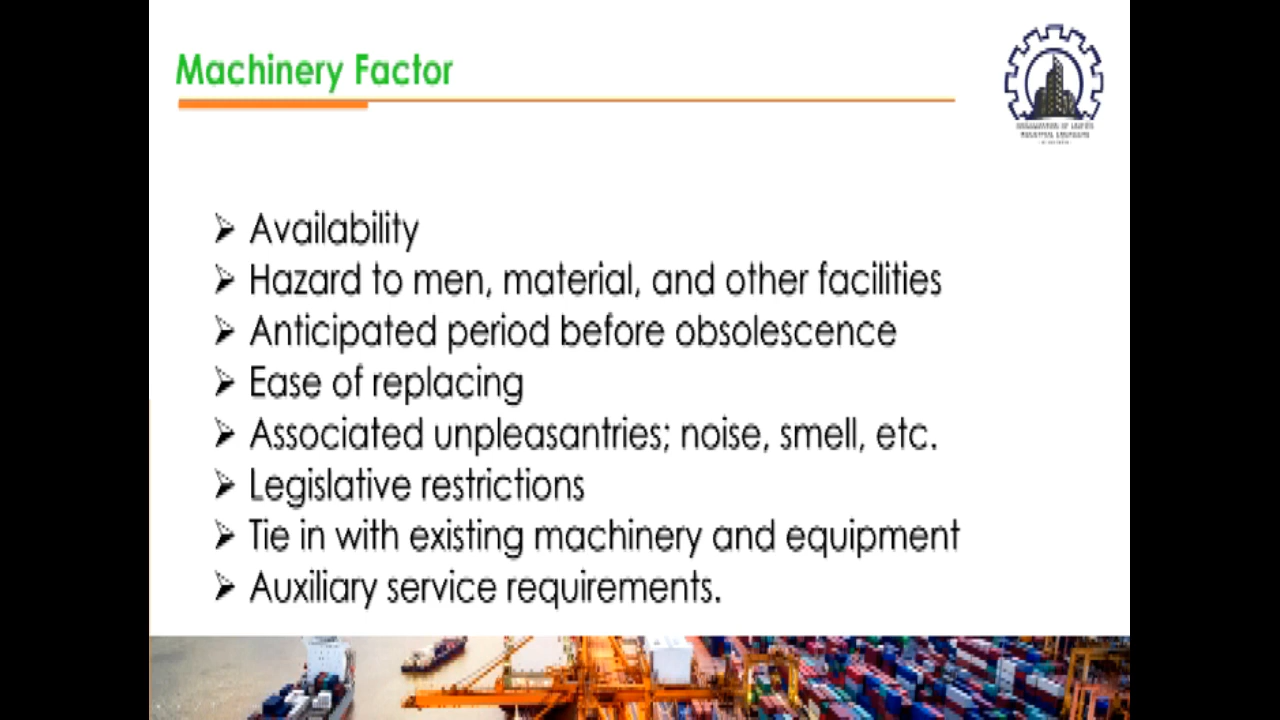 Machinery Factor
Availability
Hazard to men, material, and other facilities
Anticipated period before obsolescence
Ease of replacing
Associated unpleasantries; noise, smell, etc.
Legislative restrictions
Tie in with existing machinery and equipment
Auxiliary service requirements.